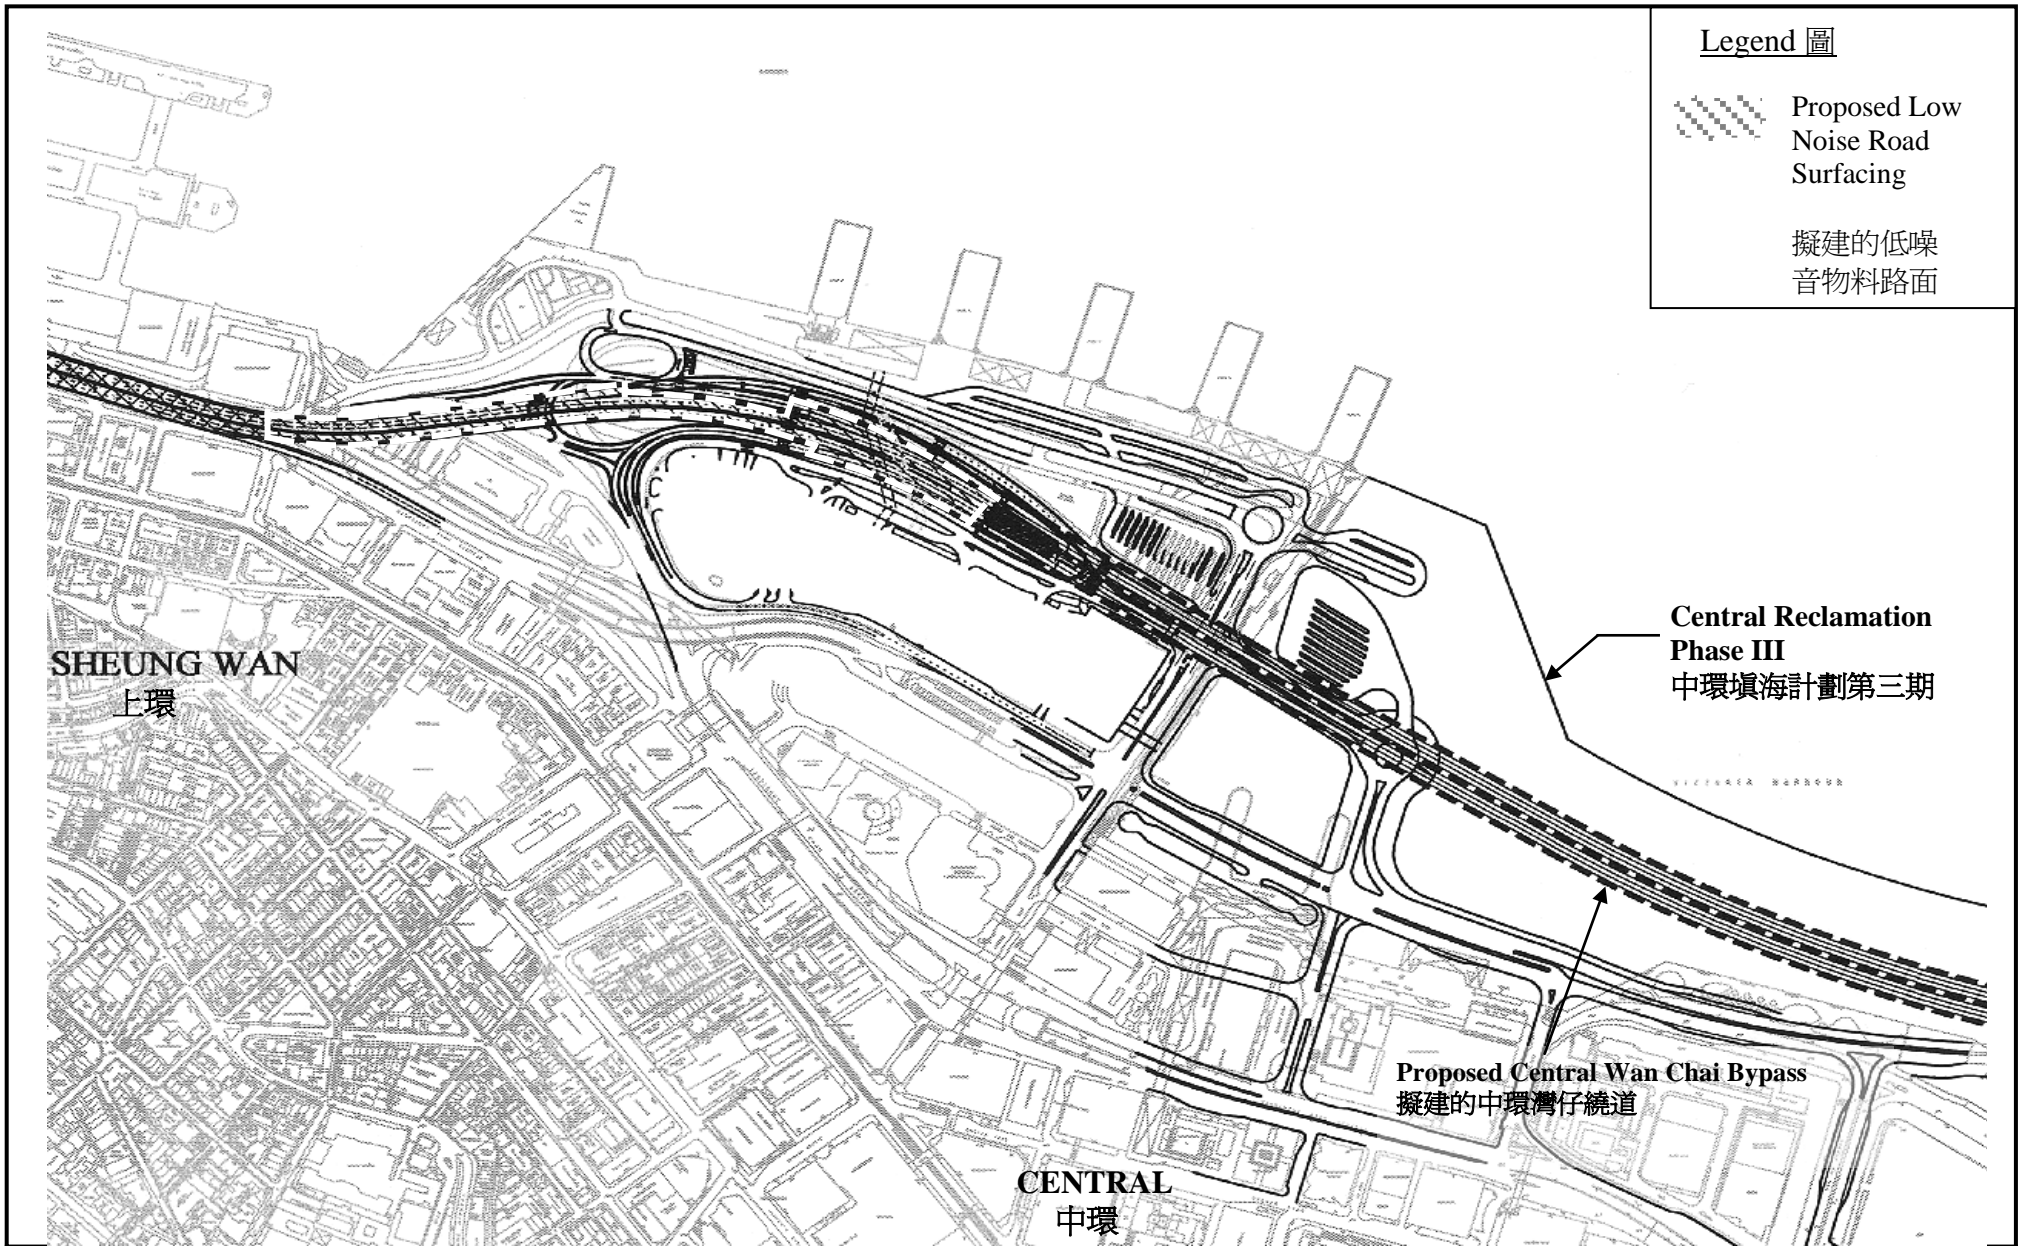 Legend 圖
Proposed Low
Noise Road
Surfacing
擬建的低噪
音物料路面
Central Reclamation
Phase III
中環填海計劃第三期
VICTORIA HARBOUR
SHEUNG WAN
上環
Proposed Central Wan Chai Bypass
擬建的中環灣仔繞道
CENTRAL
中環